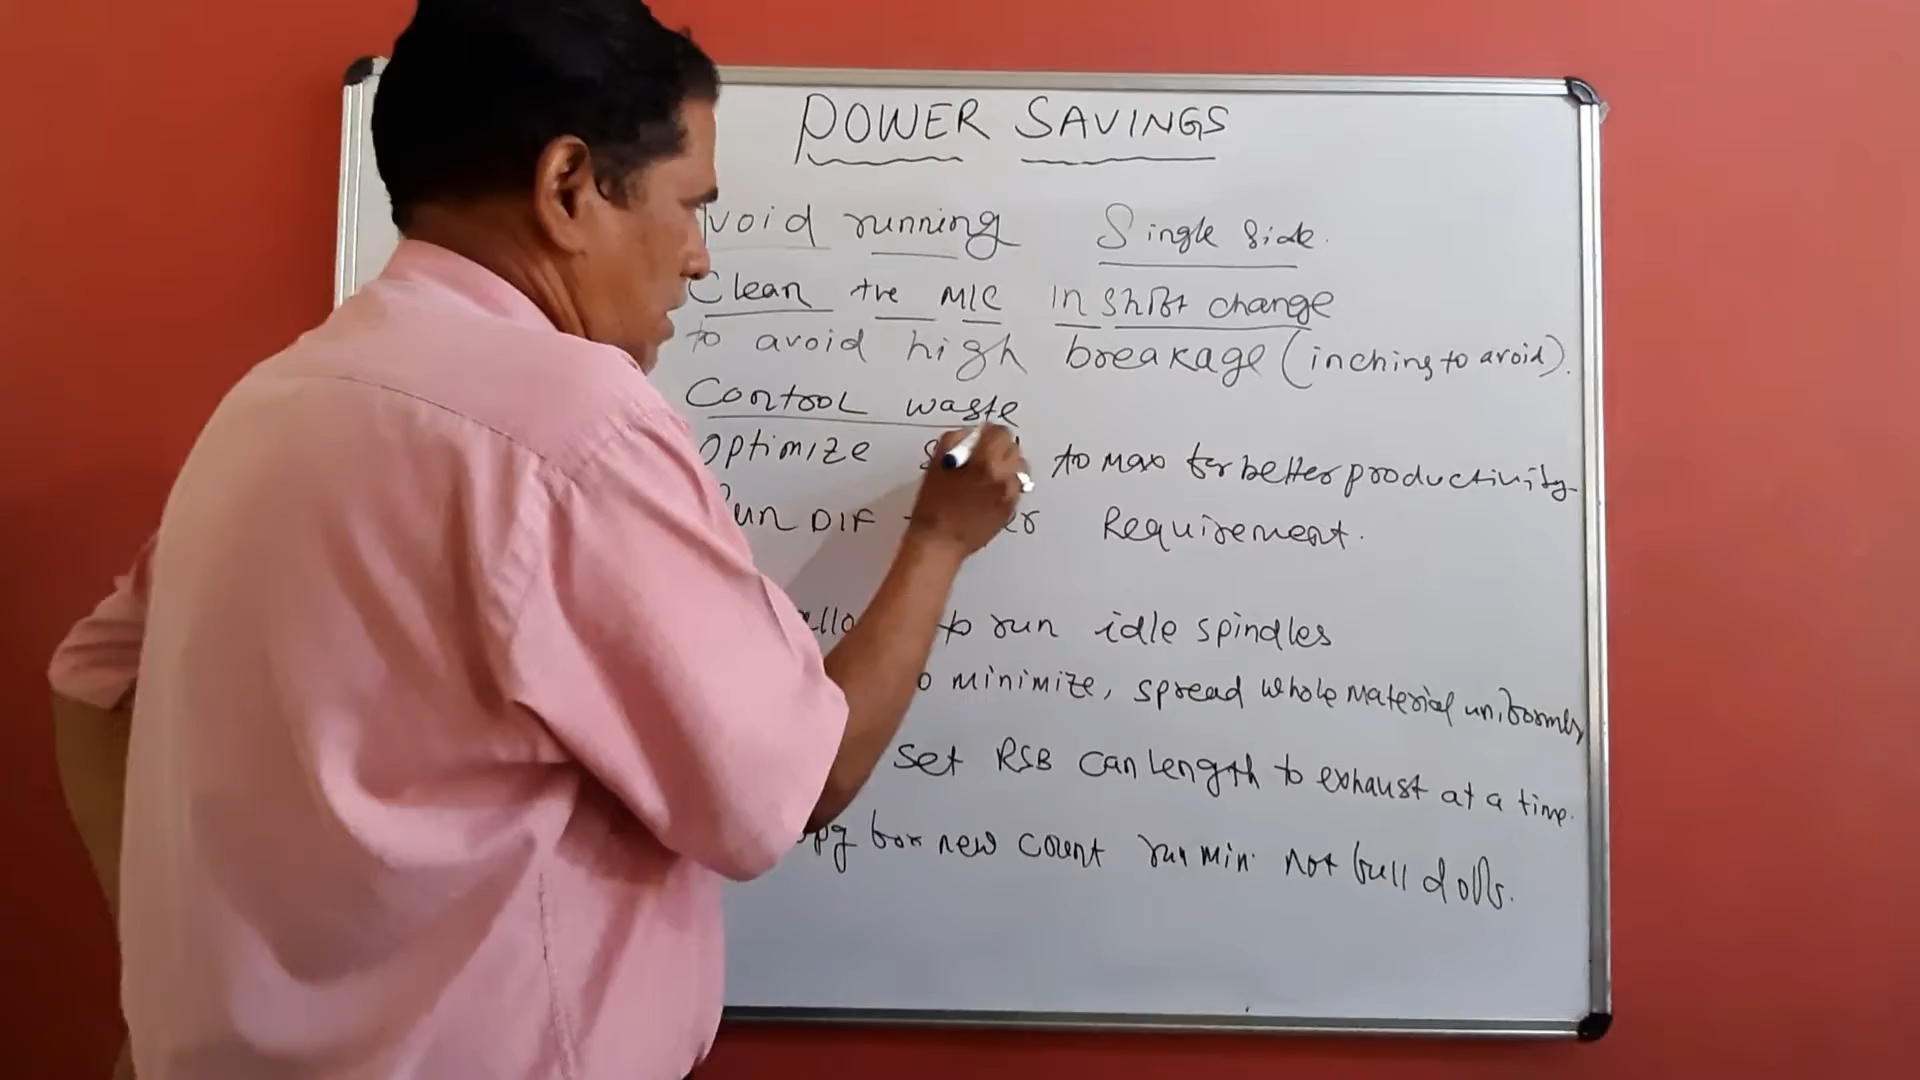 POWER SAVINGS
void running Single side.
Clean the M/C in shift change
to avoid high breakage (inching to avoid).
Control waste
optimize to max for better productivity
Run DIF Requirement.
to run idle spindles
minimize, spread whole material uniformly
set RSB can length to exhaust at a time.
for new count run min. not full doffs.